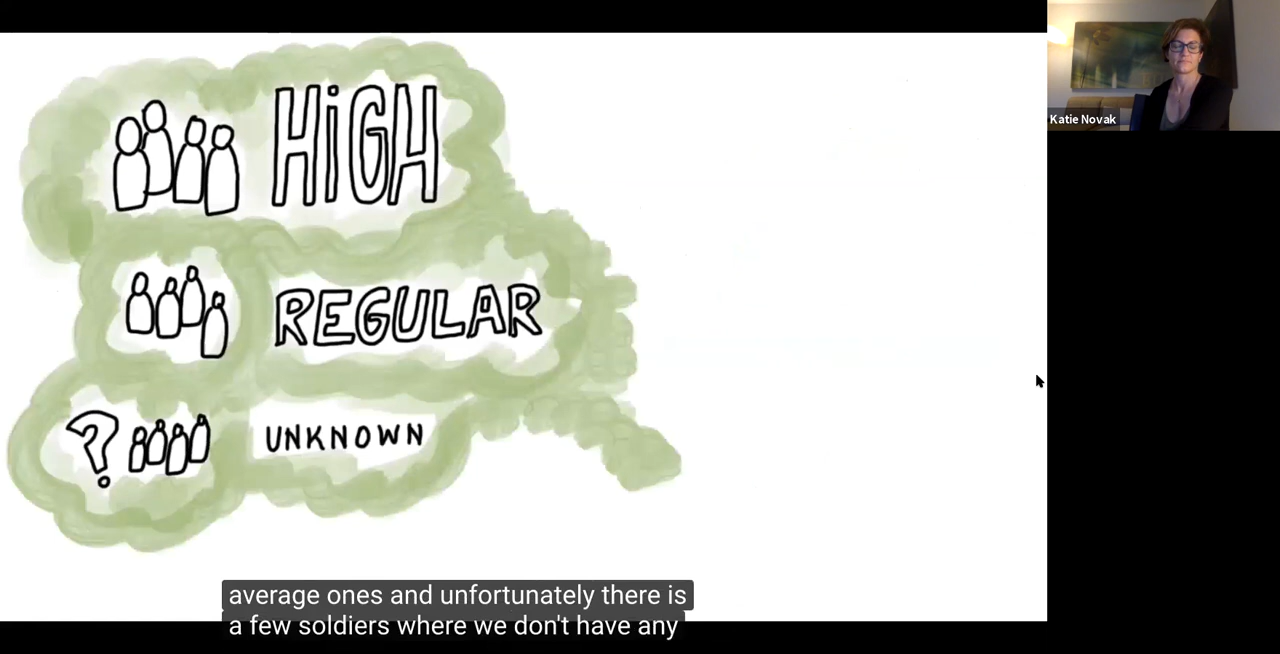 HiGH
REGULAR
? UNKNOWN
average ones and unfortunately there is
a few soldiers where we don't have any
Katie Novak